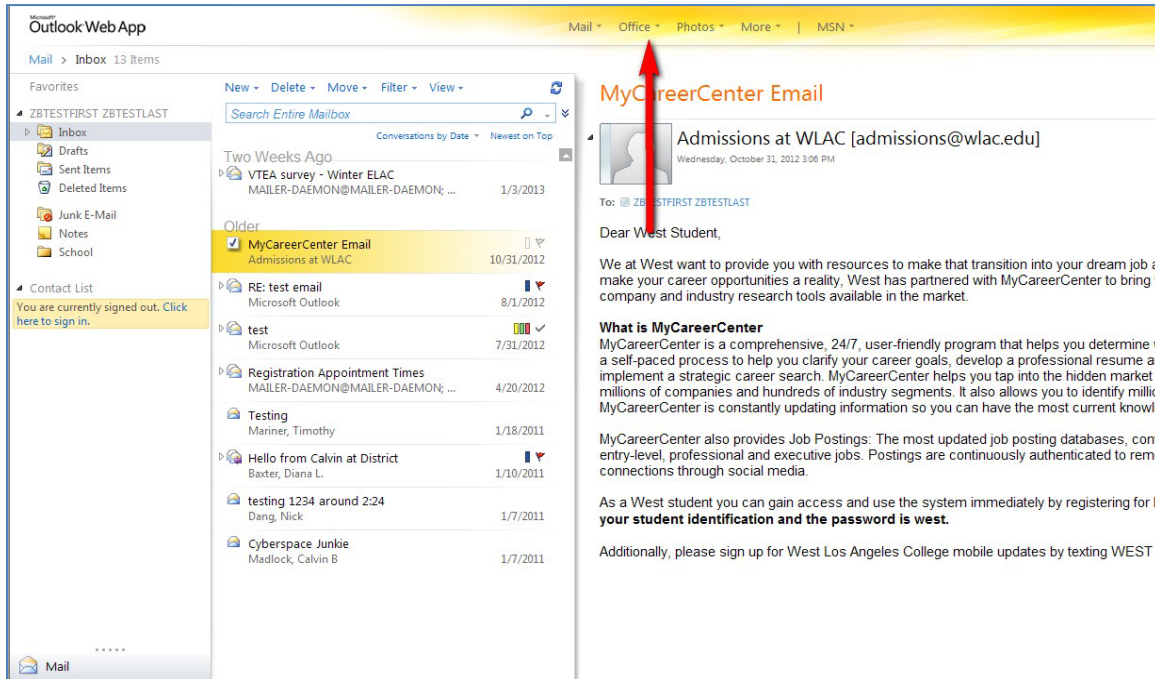 Microsoft
Outlook Web App
Mail Office Photos More | MSN
Mail > Inbox 13 Items
Favorites
ZBTESTFIRST ZBTESTLAST
Inbox
Drafts
Sent Items
Deleted Items
Junk E-Mail
Notes
School
Contact List
You are currently signed out. Click
here to sign in.
Mail
New Delete Move Filter View
Search Entire Mailbox
Conversations by Date Newest on Top
Two Weeks Ago
VTEA survey - Winter ELAC
MAILER-DAEMON@MAILER-DAEMON; ... 1/3/2013
Older
MyCareerCenter Email
Admissions at WLAC 10/31/2012
RE: test email
Microsoft Outlook 8/1/2012
test
Microsoft Outlook 7/31/2012
Registration Appointment Times
MAILER-DAEMON@MAILER-DAEMON; ... 4/20/2012
Testing
Mariner, Timothy 1/18/2011
Hello from Calvin at District
Baxter, Diana L. 1/10/2011
testing 1234 around 2:24
Dang, Nick 1/7/2011
Cyberspace Junkie
Madlock, Calvin B 1/7/2011
MyCareerCenter Email
Admissions at WLAC [admissions@wlac.edu]
Wednesday, October 31, 2012 3:06 PM
To: ZBTESTFIRST ZBTESTLAST
Dear West Student,
We at West want to provide you with resources to make that transition into your dream job a
make your career opportunities a reality, West has partnered with MyCareerCenter to bring
company and industry research tools available in the market.
What is MyCareerCenter
MyCareerCenter is a comprehensive, 24/7, user-friendly program that helps you determine
a self-paced process to help you clarify your career goals, develop a professional resume a
implement a strategic career search. MyCareerCenter helps you tap into the hidden market
millions of companies and hundreds of industry segments. It also allows you to identify milli
MyCareerCenter is constantly updating information so you can have the most current knowl
MyCareerCenter also provides Job Postings: The most updated job posting databases, con
entry-level, professional and executive jobs. Postings are continuously authenticated to rem
connections through social media.
As a West student you can gain access and use the system immediately by registering for
your student identification and the password is west.
Additionally, please sign up for West Los Angeles College mobile updates by texting WEST